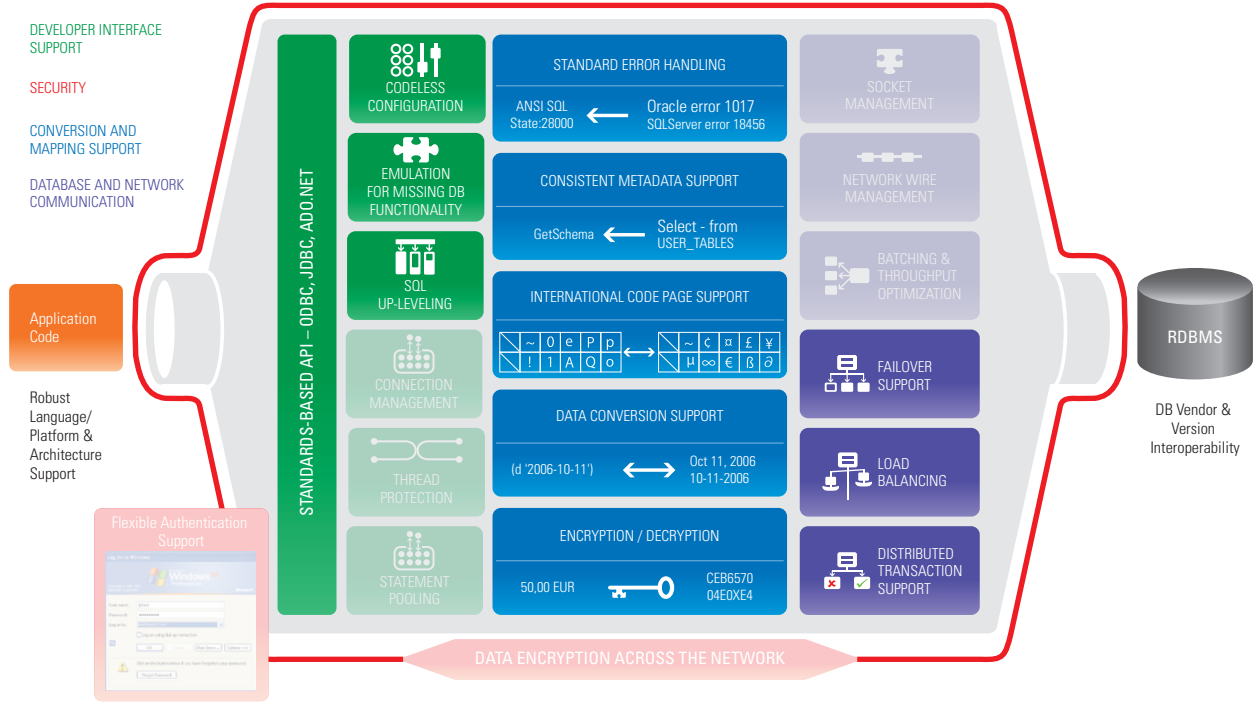 DEVELOPER INTERFACE
SUPPORT
SECURITY
CONVERSION AND
MAPPING SUPPORT
DATABASE AND NETWORK
COMMUNICATION
Application
Code
Robust
Language/
Platform &
Architecture
Support
Flexible Authentication
Support
Windows
STANDARDS-BASED API – ODBC, JDBC, ADO.NET
CODELESS
CONFIGURATION
EMULATION
FOR MISSING DB
FUNCTIONALITY
SQL
UP-LEVELING
CONNECTION
MANAGEMENT
THREAD
PROTECTION
STATEMENT
POOLING
STANDARD ERROR HANDLING
ANSI SQL
State:28000
Oracle error 1017
SQLServer error 18456
CONSISTENT METADATA SUPPORT
GetSchema
Select - from
USER_TABLES
INTERNATIONAL CODE PAGE SUPPORT
~ 0 e P p
! 1 A Q o
~ ¢ ¤ £ ¥
µ ∞ € ß ∂
DATA CONVERSION SUPPORT
(d '2006-10-11')
Oct 11, 2006
10-11-2006
ENCRYPTION / DECRYPTION
50,00 EUR
CEB6570
04E0XE4
SOCKET
MANAGEMENT
NETWORK WIRE
MANAGEMENT
BATCHING &
THROUGHPUT
OPTIMIZATION
FAILOVER
SUPPORT
LOAD
BALANCING
DISTRIBUTED
TRANSACTION
SUPPORT
DATA ENCRYPTION ACROSS THE NETWORK
RDBMS
DB Vendor &
Version
Interoperability